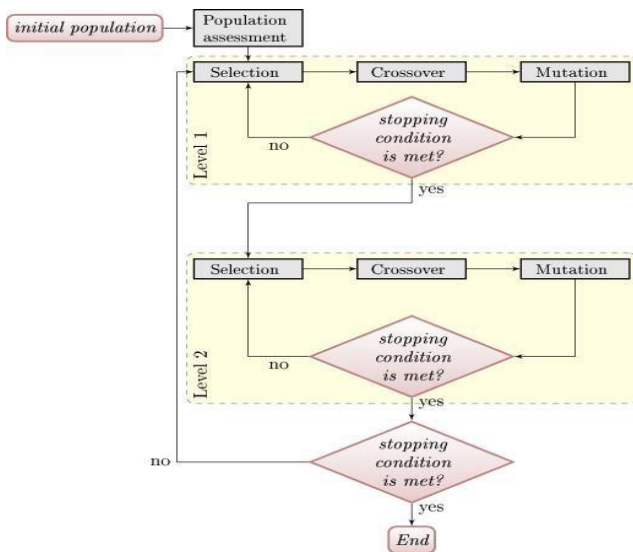 initial population
Population
assessment
Selection
Crossover
Mutation
stopping
condition
is met?
no
Level 1
yes
Selection
Crossover
Mutation
stopping
condition
is met?
no
Level 2
yes
stopping
condition
is met?
no
yes
End